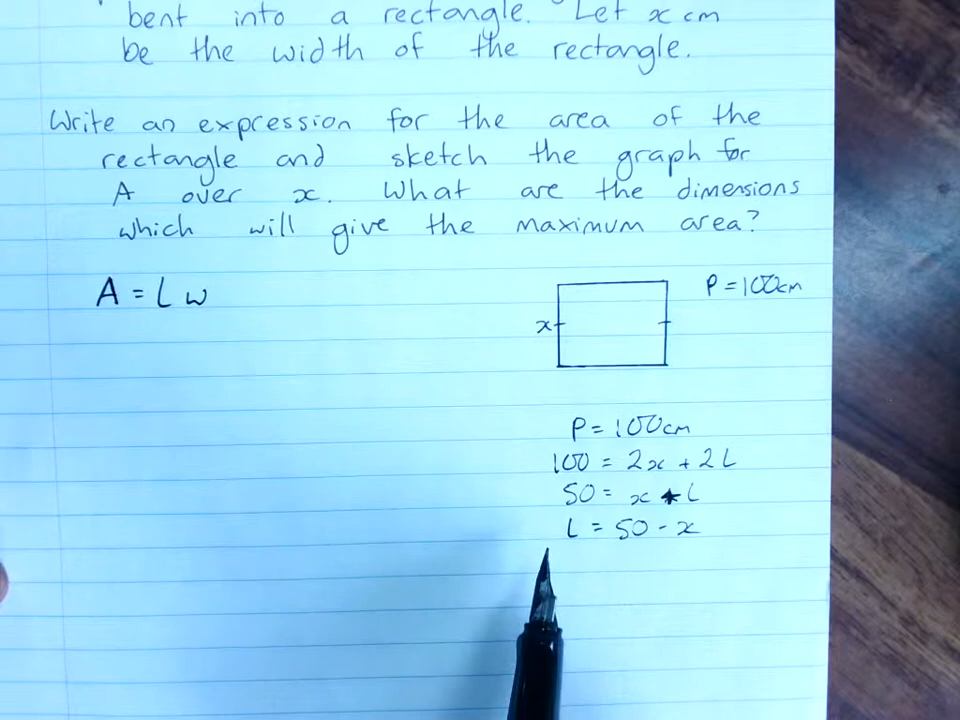 bent into a rectangle. Let x cm
be the width of the rectangle.
Write an expression for the area of the
rectangle and sketch the graph for
A over x. What are the dimensions
which will give the maximum area?
A = L w
P = 100cm
x
P = 100cm
100 = 2x + 2L
50 = x + L
L = 50 - x